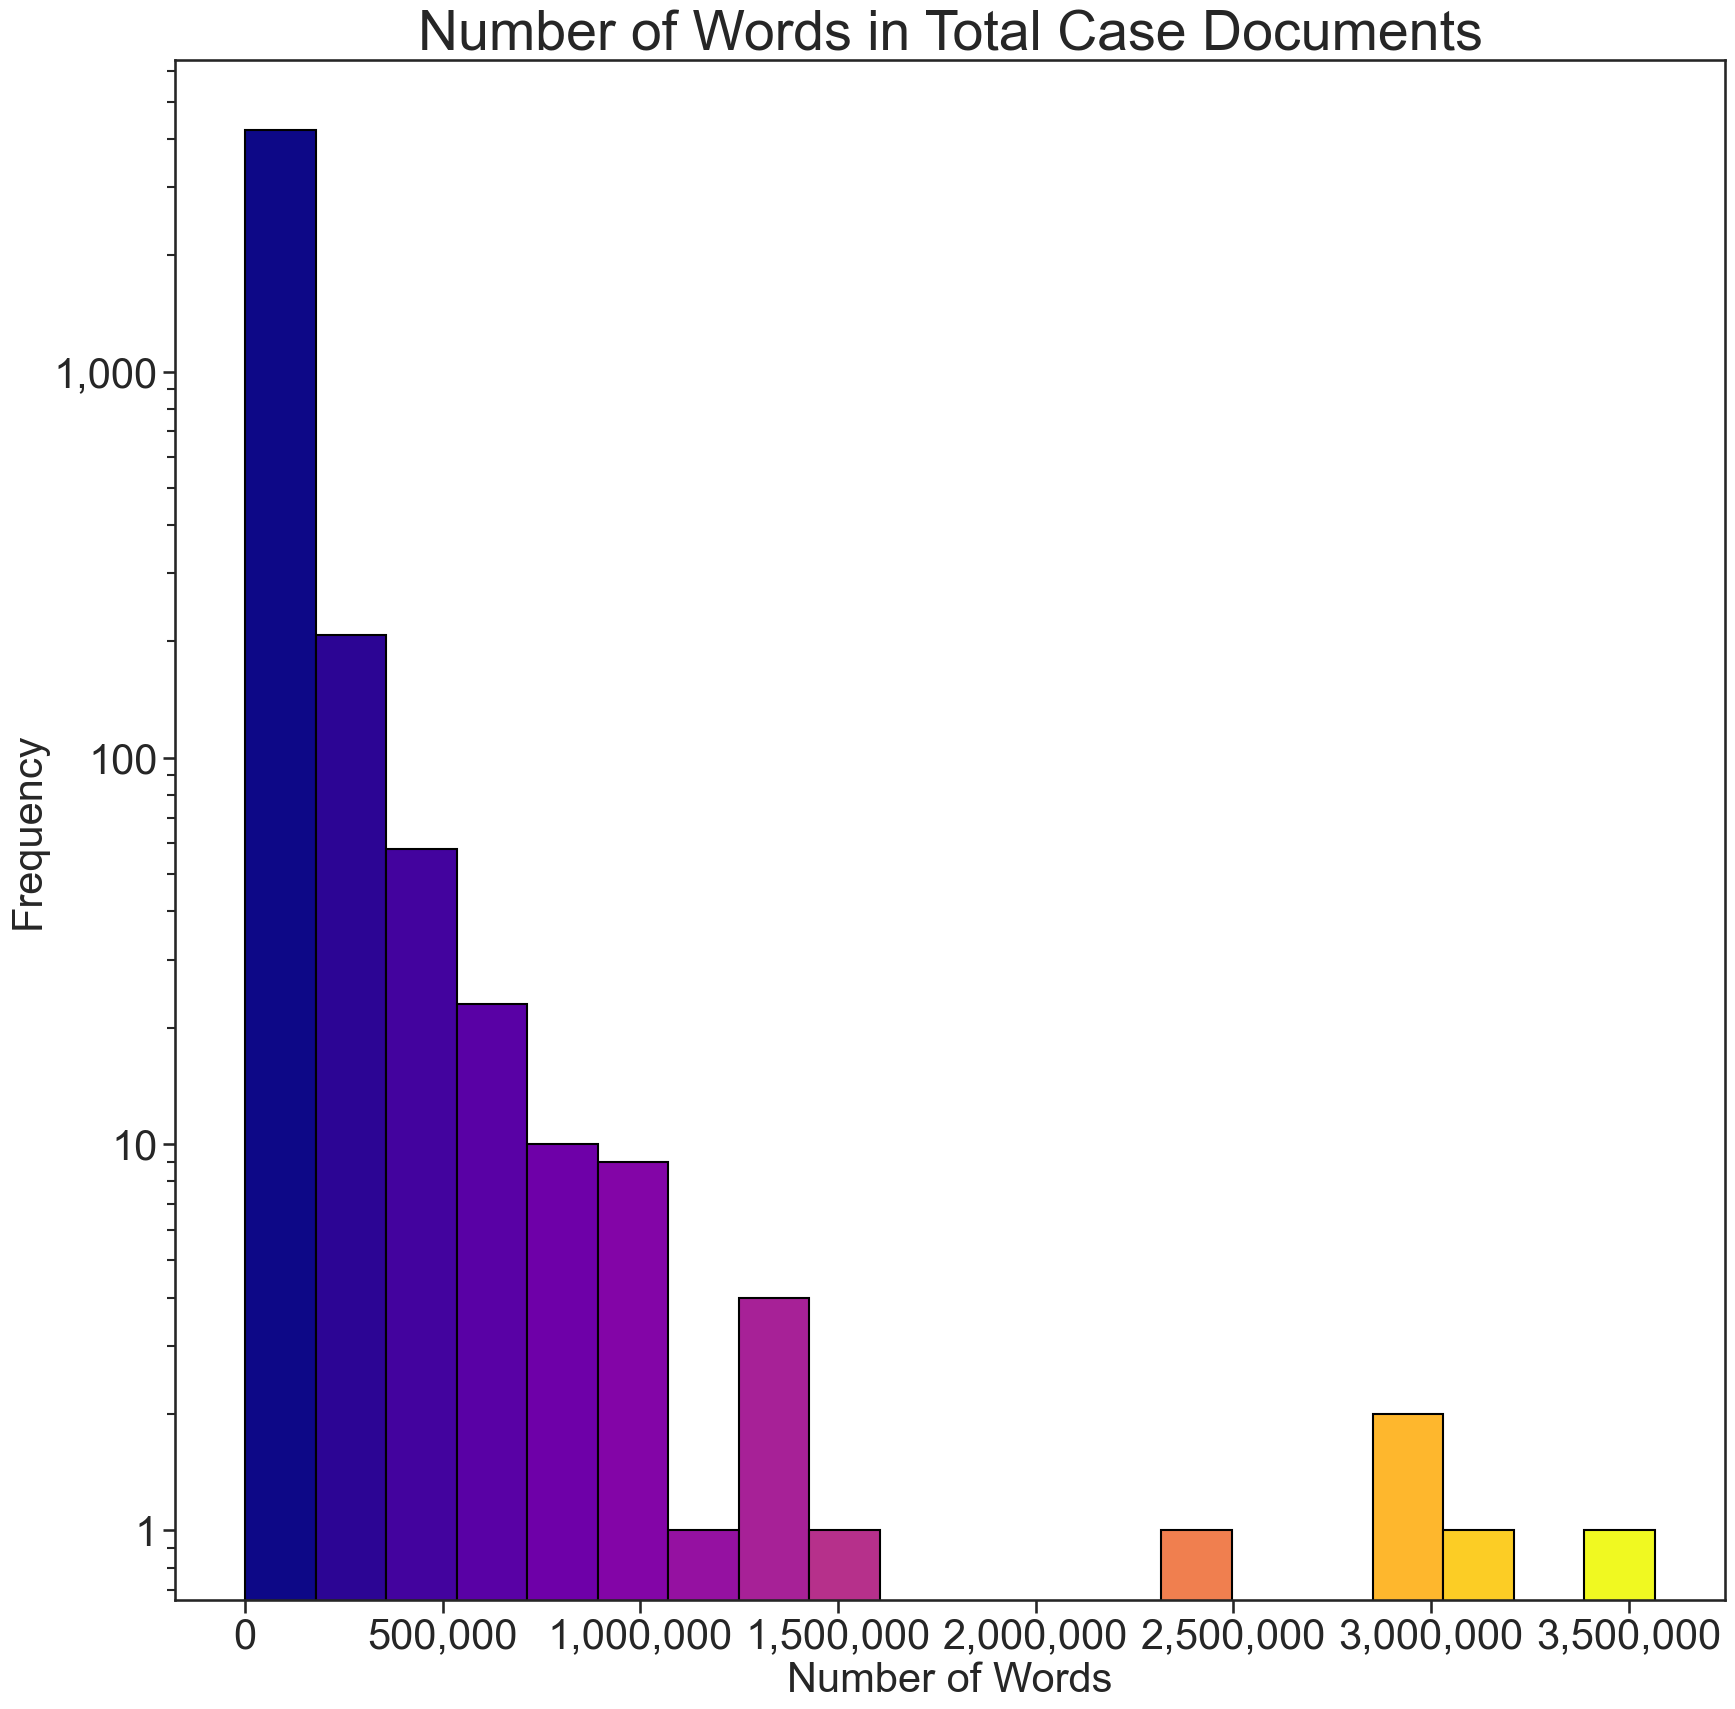 Number of Words in Total Case Documents
Frequency
1,000
100
10
1
0 500,000 1,000,000 1,500,000 2,000,000 2,500,000 3,000,000 3,500,000
Number of Words